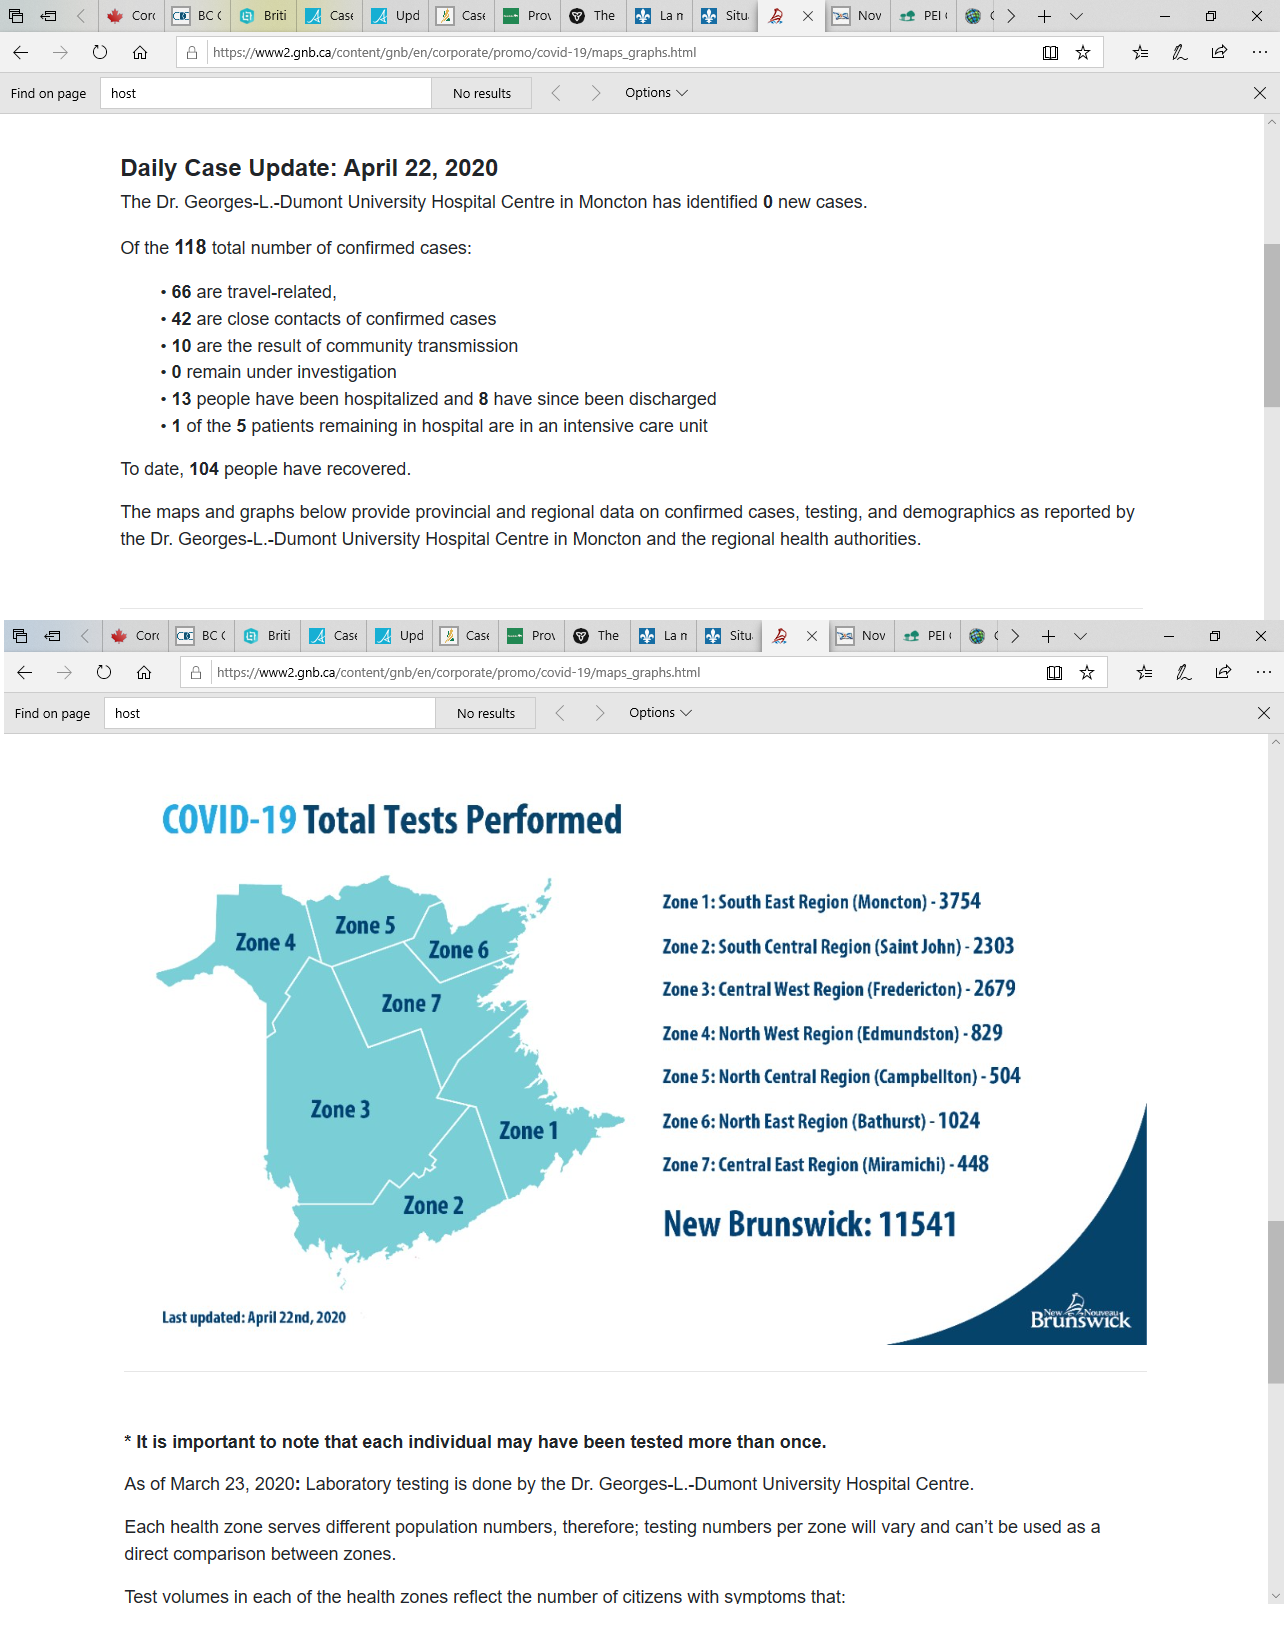 Corc
BC C
Briti
Case
Upd
Case
Prov
The
La n
Situ
Nov
PEI
https://www2.gnb.ca/content/gnb/en/corporate/promo/covid-19/maps_graphs.html
Find on page host No results Options
Daily Case Update: April 22, 2020
The Dr. Georges-L.-Dumont University Hospital Centre in Moncton has identified 0 new cases.
Of the 118 total number of confirmed cases:
• 66 are travel-related,
• 42 are close contacts of confirmed cases
• 10 are the result of community transmission
• 0 remain under investigation
• 13 people have been hospitalized and 8 have since been discharged
• 1 of the 5 patients remaining in hospital are in an intensive care unit
To date, 104 people have recovered.
The maps and graphs below provide provincial and regional data on confirmed cases, testing, and demographics as reported by
the Dr. Georges-L.-Dumont University Hospital Centre in Moncton and the regional health authorities.
Corc
BC C
Briti
Case
Upd
Case
Prov
The
La n
Situ
Nov
PEI
https://www2.gnb.ca/content/gnb/en/corporate/promo/covid-19/maps_graphs.html
Find on page host No results Options
COVID-19 Total Tests Performed
Zone 4
Zone 5
Zone 6
Zone 7
Zone 3
Zone 1
Zone 2
Zone 1: South East Region (Moncton) - 3754
Zone 2: South Central Region (Saint John) - 2303
Zone 3: Central West Region (Fredericton) - 2679
Zone 4: North West Region (Edmundston) - 829
Zone 5: North Central Region (Campbellton) - 504
Zone 6: North East Region (Bathurst) - 1024
Zone 7: Central East Region (Miramichi) - 448
New Brunswick: 11541
Last updated: April 22nd, 2020
New Nouveau
Brunswick
* It is important to note that each individual may have been tested more than once.
As of March 23, 2020: Laboratory testing is done by the Dr. Georges-L.-Dumont University Hospital Centre.
Each health zone serves different population numbers, therefore; testing numbers per zone will vary and can't be used as a
direct comparison between zones.
Test volumes in each of the health zones reflect the number of citizens with symptoms that: